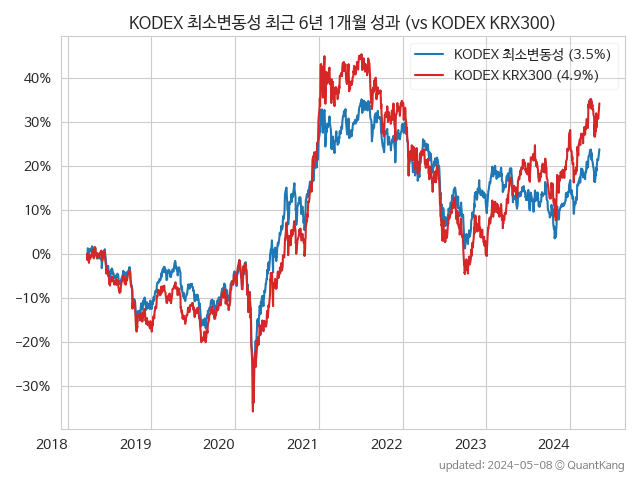 KODEX 최소변동성 최근 6년 1개월 성과 (vs KODEX KRX300)
KODEX 최소변동성 (3.5%)
KODEX KRX300 (4.9%)
40%
30%
20%
10%
0%
−10%
−20%
−30%
2018 2019 2020 2021 2022 2023 2024
updated: 2024-05-08 © QuantKang